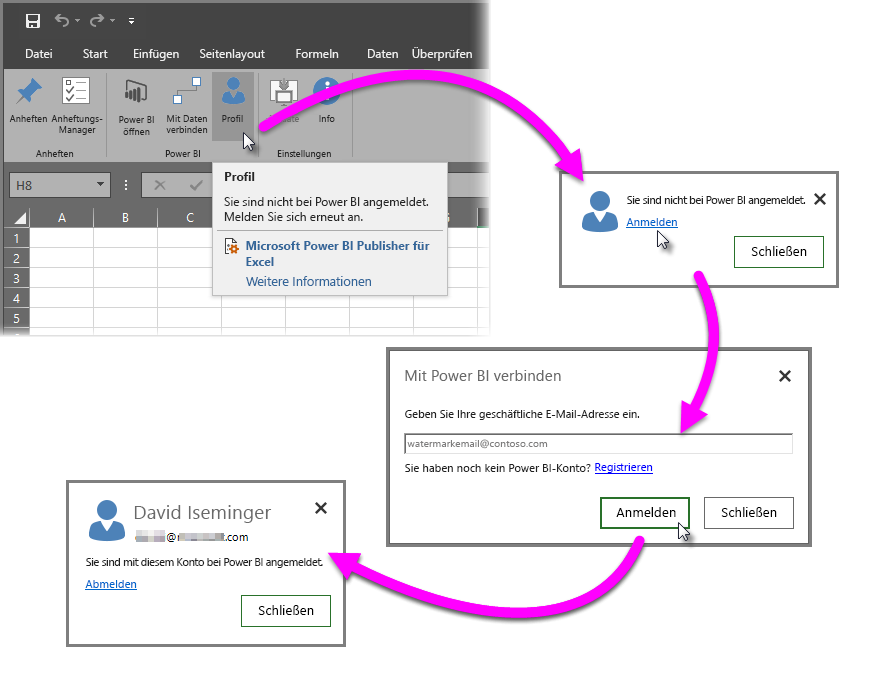 Datei Start Einfügen Seitenlayout Formeln Daten Überprüfen
Anheften Anheftungs-Manager
Power BI öffnen
Mit Daten verbinden
Profil
Info
Anheften Power BI Einstellungen
H8
A B C
1
2
3
4
5
Profil
Sie sind nicht bei Power BI angemeldet.
Melden Sie sich erneut an.
Microsoft Power BI Publisher für
Excel
Weitere Informationen
Sie sind nicht bei Power BI angemeldet.
Anmelden
Schließen
Mit Power BI verbinden
Geben Sie Ihre geschäftliche E-Mail-Adresse ein.
watermarkemail@contoso.com
Sie haben noch kein Power BI-Konto? Registrieren
Anmelden Schließen
David Iseminger
@ .com
Sie sind mit diesem Konto bei Power BI angemeldet.
Abmelden
Schließen